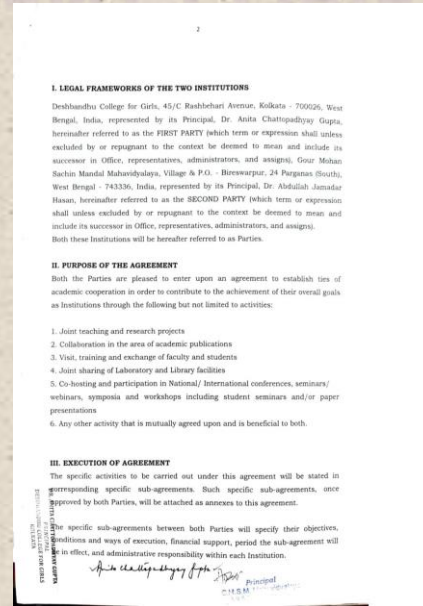 2
I. LEGAL FRAMEWORKS OF THE TWO INSTITUTIONS
Deshbandhu College for Girls, 45/C Rashbehari Avenue, Kolkata - 700026, West
Bengal, India, represented by its Principal, Dr. Anita Chattopadhyay Gupta,
hereinafter referred to as the FIRST PARTY (which term or expression shall unless
excluded by or repugnant to the context be deemed to mean and include its
successor in Office, representatives, administrators, and assigns), Gour Mohan
Sachin Mandal Mahavidyalaya, Village & P.O. - Bireswarpur, 24 Parganas (South),
West Bengal - 743336, India, represented by its Principal, Dr. Abdullah Jamadar
Hasan, hereinafter referred to as the SECOND PARTY (which term or expression
shall unless excluded by or repugnant to the context be deemed to mean and
include its successor in Office, representatives, administrators, and assigns).
Both these Institutions will be hereafter referred to as Parties.
II. PURPOSE OF THE AGREEMENT
Both the Parties are pleased to enter upon an agreement to establish ties of
academic cooperation in order to contribute to the achievement of their overall goals
as Institutions through the following but not limited to activities:
1. Joint teaching and research projects
2. Collaboration in the area of academic publications
3. Visit, training and exchange of faculty and students
4. Joint sharing of Laboratory and Library facilities
5. Co-hosting and participation in National/ International conferences, seminars/
webinars, symposia and workshops including student seminars and/or paper
presentations
6. Any other activity that is mutually agreed upon and is beneficial to both.
III. EXECUTION OF AGREEMENT
The specific activities to be carried out under this agreement will be stated in
corresponding specific sub-agreements. Such specific sub-agreements, once
approved by both Parties, will be attached as annexes to this agreement.
The specific sub-agreements between both Parties will specify their objectives,
conditions and ways of execution, financial support, period the sub-agreement will
be in effect, and administrative responsibility within each Institution.
DR. ANITA CHATTOPADHYAY GUPTA
PRINCIPAL
DESHBANDHU COLLEGE FOR GIRLS
KOLKATA
Anita Chattopadhyay Gupta
Principal
G.M.S.M.